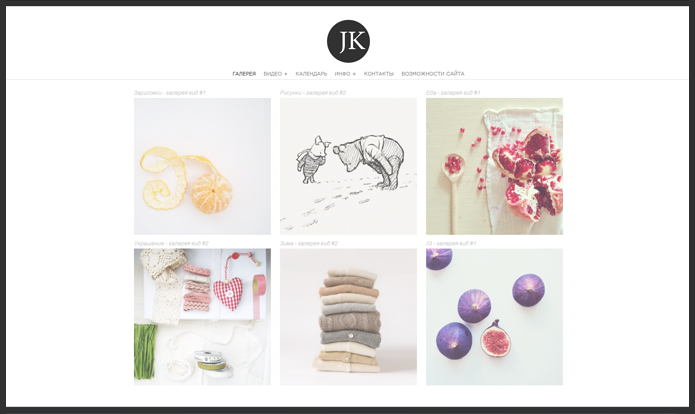 JK
ГАЛЕРЕЯ ВИДЕО КАЛЕНДАРЬ ИНФО КОНТАКТЫ ВОЗМОЖНОСТИ САЙТА
Зарисовки - галерея вид #1 Рисунки - галерея вид #2 Еда - галерея вид #1
Украшения - галерея вид #2 Зима - галерея вид #2 - галерея вид #1